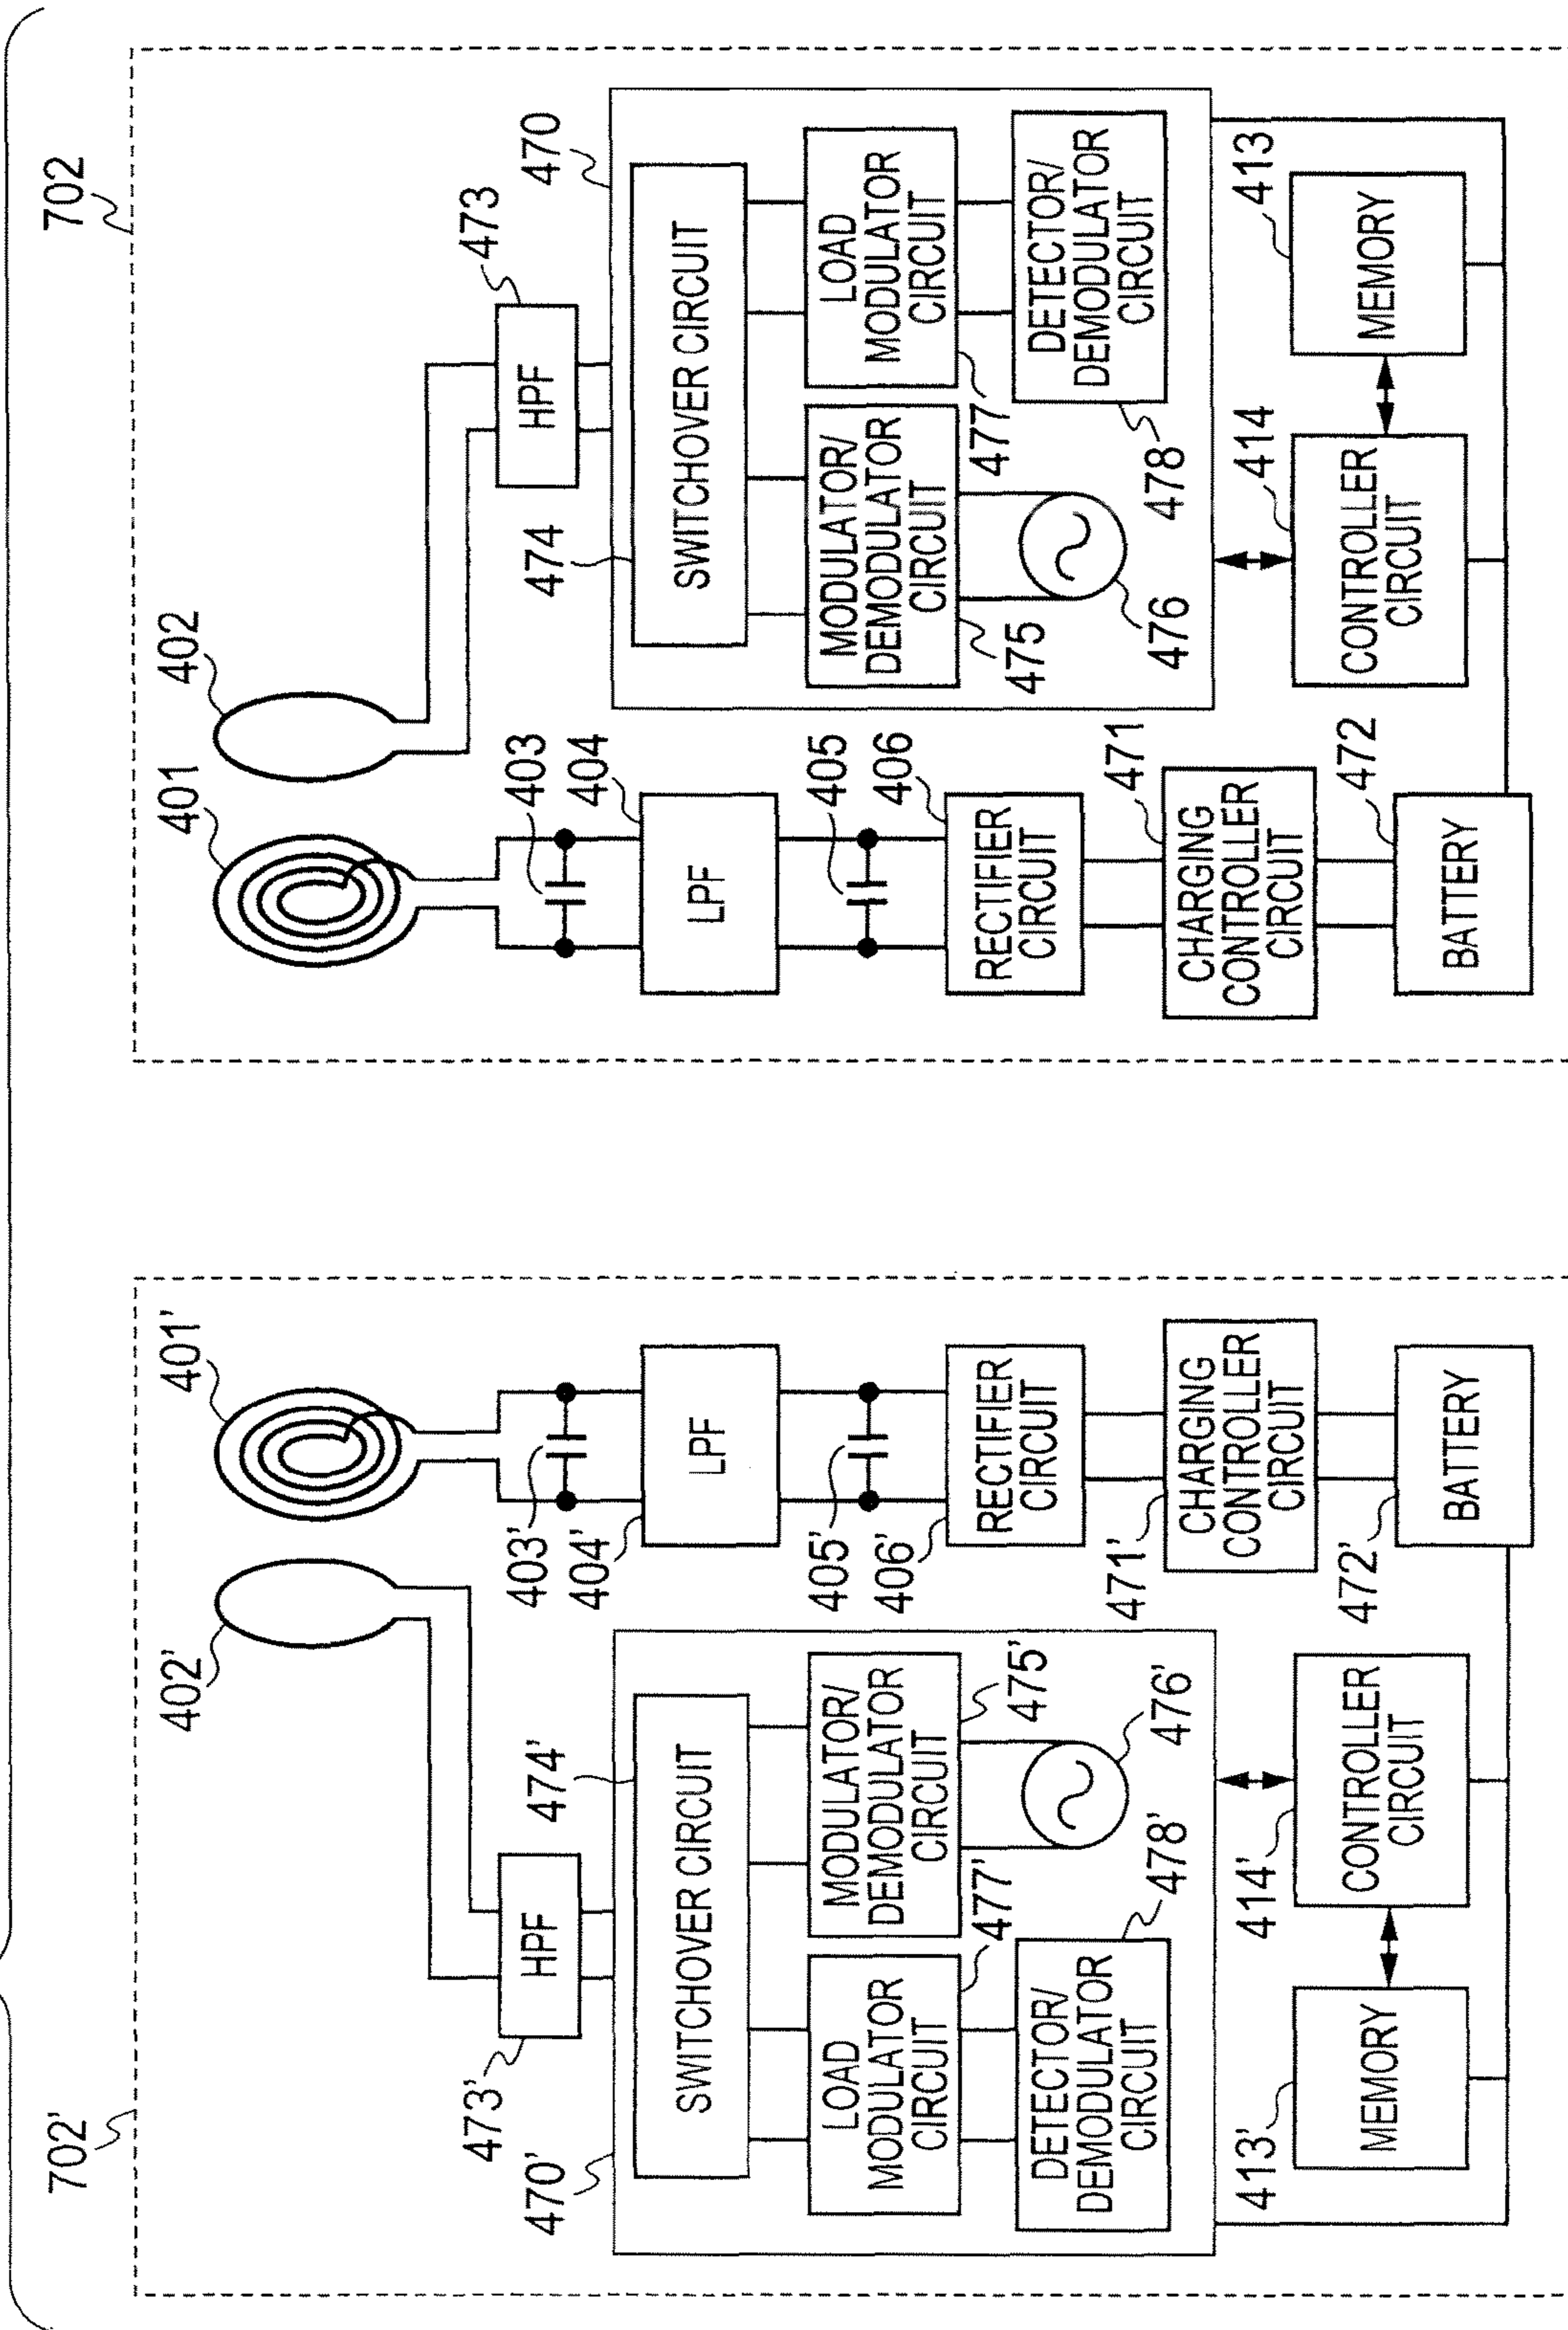 702'
402'
401'
473'
HPF
470'
474'
SWITCHOVER CIRCUIT
403'
404'
LPF
LOAD
MODULATOR
CIRCUIT
MODULATOR/
DEMODULATOR
CIRCUIT
477'
475'
405'
406'
DETECTOR/
DEMODULATOR
CIRCUIT
478'
476'
RECTIFIER
CIRCUIT
471'
CHARGING
CONTROLLER
CIRCUIT
413'
MEMORY
414'
CONTROLLER
CIRCUIT
472'
BATTERY
702
401
402
403
404
LPF
473
HPF
474
470
SWITCHOVER CIRCUIT
405
406
RECTIFIER
CIRCUIT
MODULATOR/
DEMODULATOR
CIRCUIT
LOAD
MODULATOR
CIRCUIT
475
477
476
478
DETECTOR/
DEMODULATOR
CIRCUIT
471
CHARGING
CONTROLLER
CIRCUIT
472
BATTERY
414
CONTROLLER
CIRCUIT
413
MEMORY